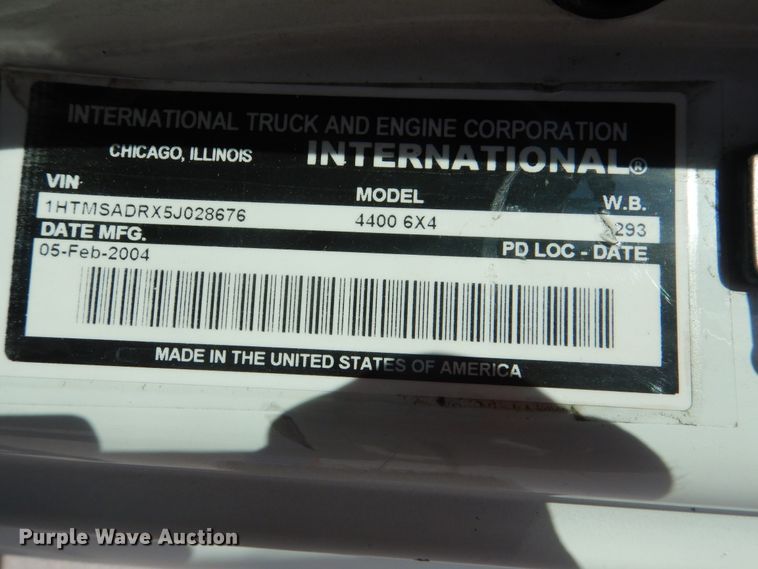 INTERNATIONAL TRUCK AND ENGINE CORPORATION
CHICAGO, ILLINOIS INTERNATIONAL®
VIN MODEL W.B.
1HTMSADRX5J028676 4400 6X4 293
DATE MFG. PD LOC - DATE
05-Feb-2004
MADE IN THE UNITED STATES OF AMERICA
Purple Wave Auction